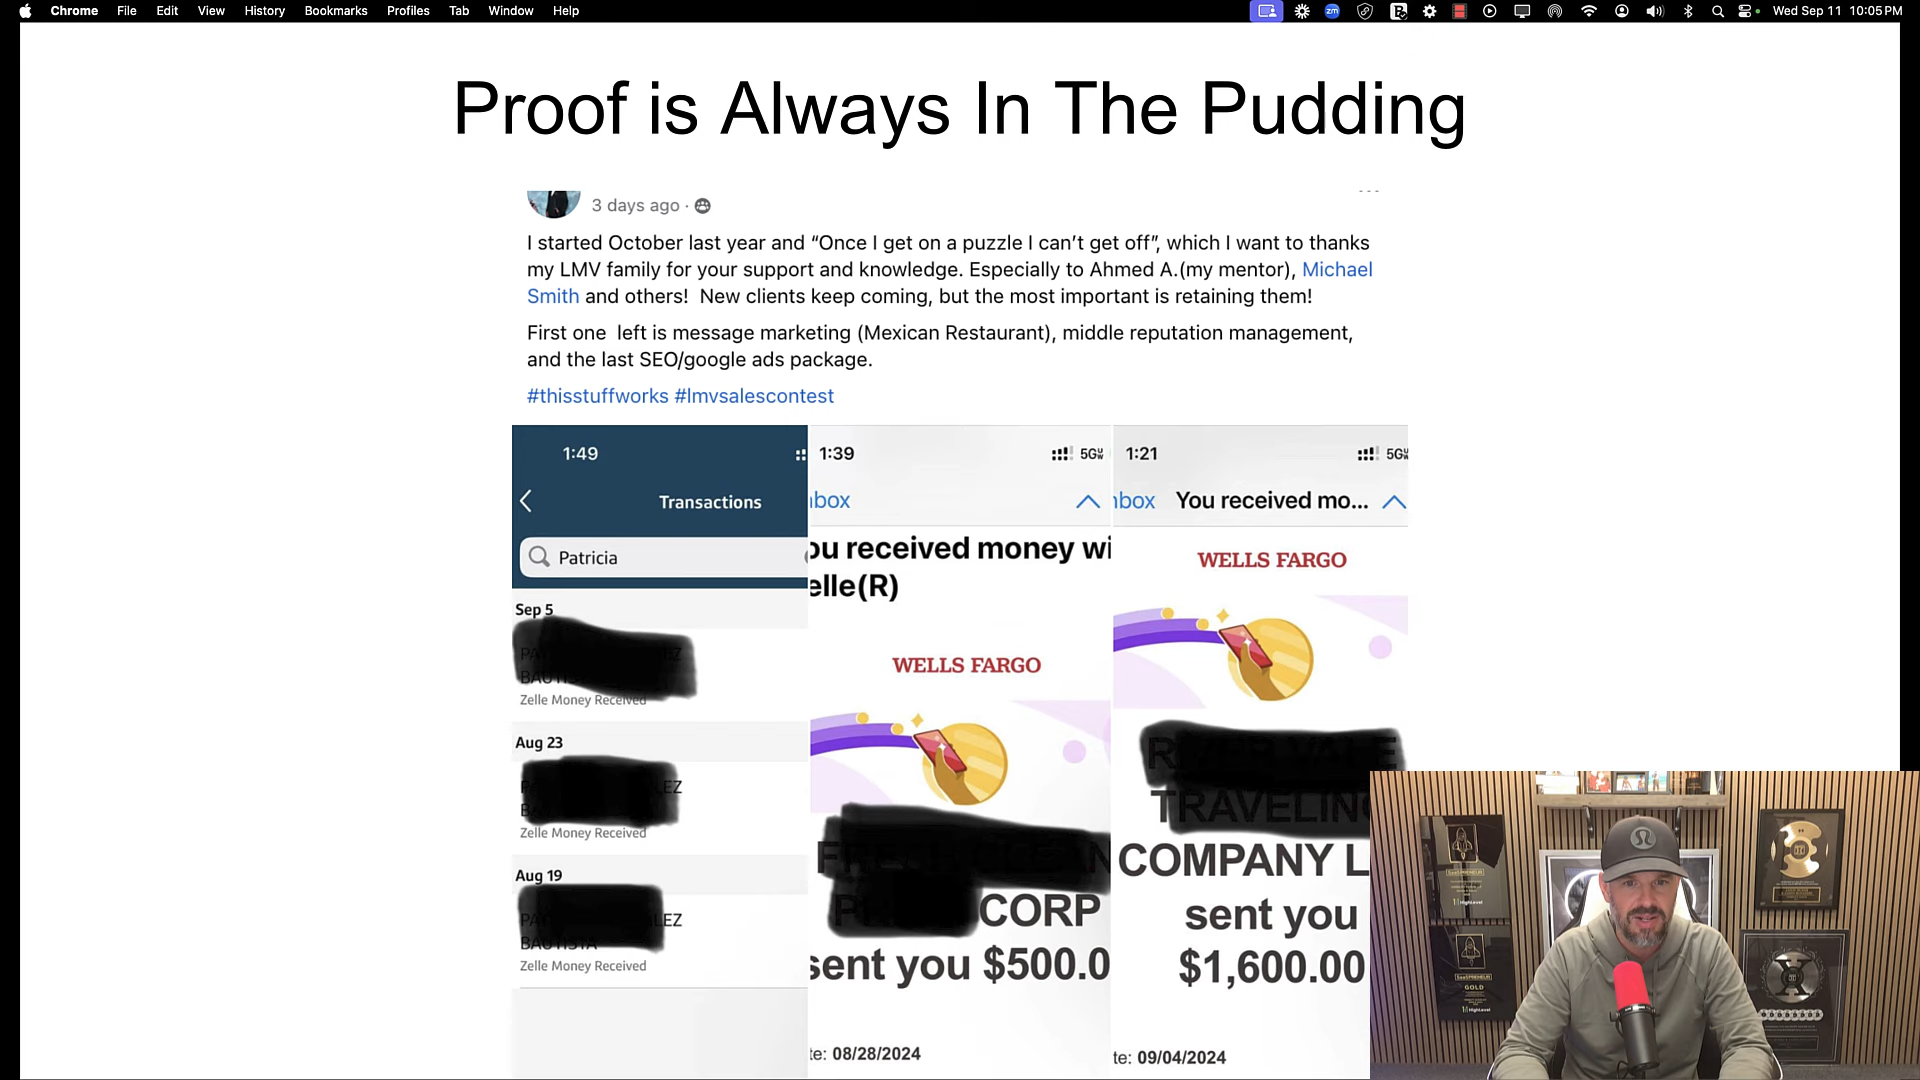 Chrome File Edit View History Bookmarks Profiles Tab Window Help zm Wed Sep 11 10:05 PM
Proof is Always In The Pudding
3 days ago ·
I started October last year and “Once I get on a puzzle I can’t get off”, which I want to thanks
my LMV family for your support and knowledge. Especially to Ahmed A.(my mentor), Michael
Smith and others! New clients keep coming, but the most important is retaining them!
First one left is message marketing (Mexican Restaurant), middle reputation management,
and the last SEO/google ads package.
#thisstuffworks #lmvsalescontest
1:49
Transactions
Patricia
Sep 5
Zelle Money Received
Aug 23
Zelle Money Received
Aug 19
BAUTISTA
Zelle Money Received
1:39 5G
nbox
ou received money wi
elle(R)
WELLS FARGO
CORP
sent you $500.0
te: 08/28/2024
1:21 5G
nbox You received mo...
WELLS FARGO
TRAVELING
COMPANY L
sent you
$1,600.00
te: 09/04/2024
GOLD
HighLevel